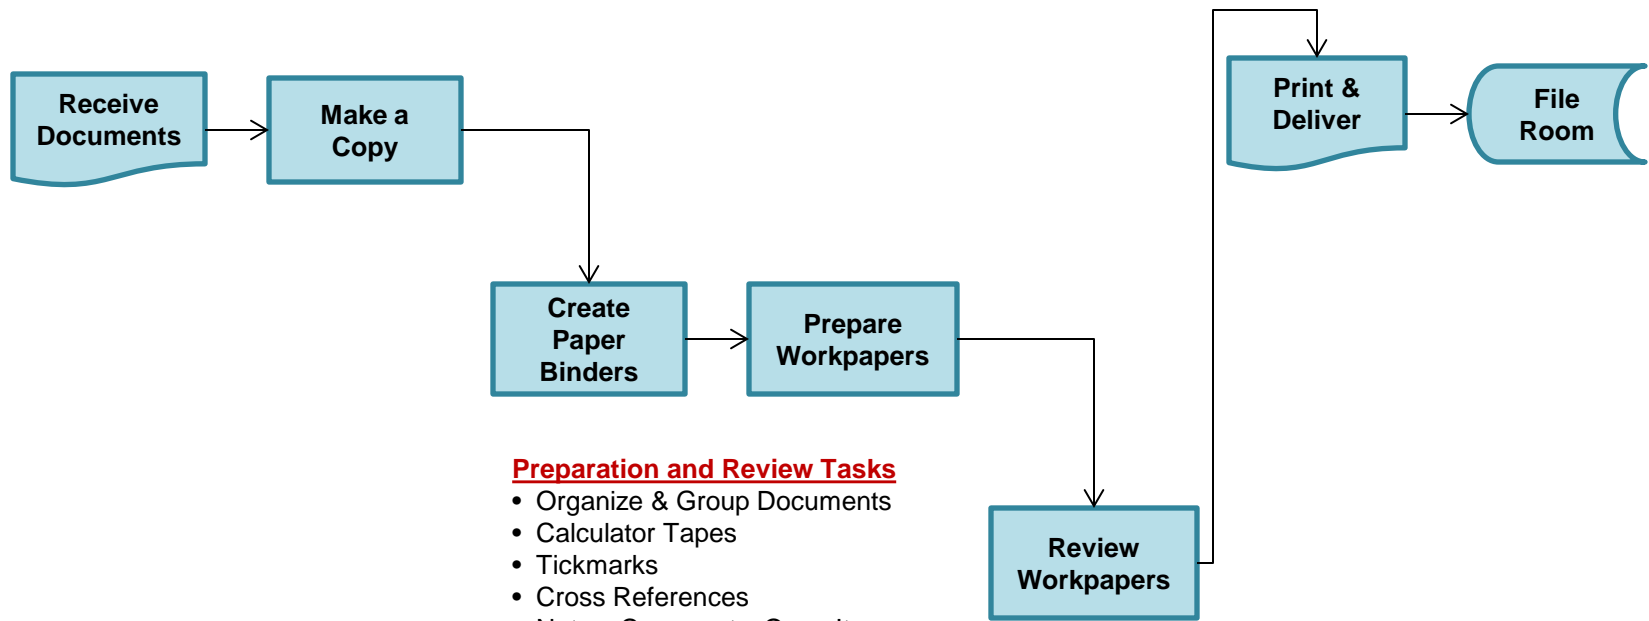 Receive
Documents
Make a
Copy
Create
Paper
Binders
Prepare
Workpapers
Review
Workpapers
Print &
Deliver
File
Room
Preparation and Review Tasks
• Organize & Group Documents
• Calculator Tapes
• Tickmarks
• Cross References